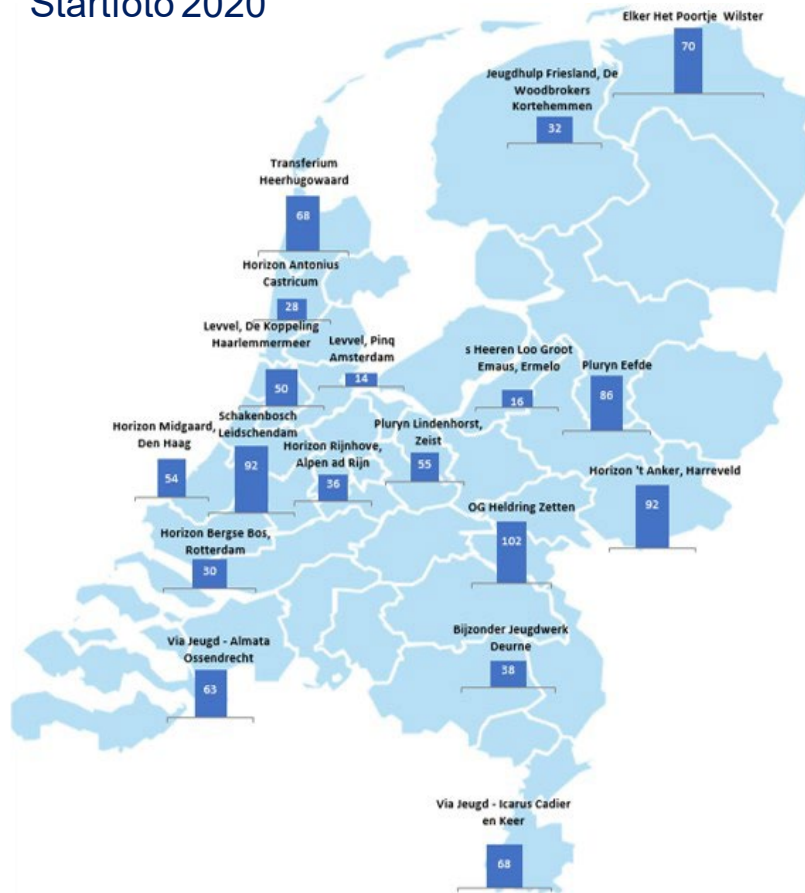 Startfoto 2020
Elker Het Poortje Wilster
70
Jeugdhulp Friesland, De
Woodbrokers
Kortehemmen
32
Transferium
Heerhugowaard
68
Horizon Antonius
Castricum
28
Levvel, De Koppeling
Haarlemmermeer
50
Levvel, Pinq
Amsterdam
14
s Heeren Loo Groot
Emaus, Ermelo
16
Pluryn Eefde
86
Horizon Midgaard,
Den Haag
54
Schakenbosch
Leidschendam
92
Horizon Rijnhove,
Alpen ad Rijn
36
Pluryn Lindenhorst,
Zeist
55
Horizon 't Anker, Harreveld
92
OG Heldring Zetten
102
Horizon Bergse Bos,
Rotterdam
30
Via Jeugd - Almata
Ossendrecht
63
Bijzonder Jeugdwerk
Deurne
38
Via Jeugd - Icarus Cadier
en Keer
68